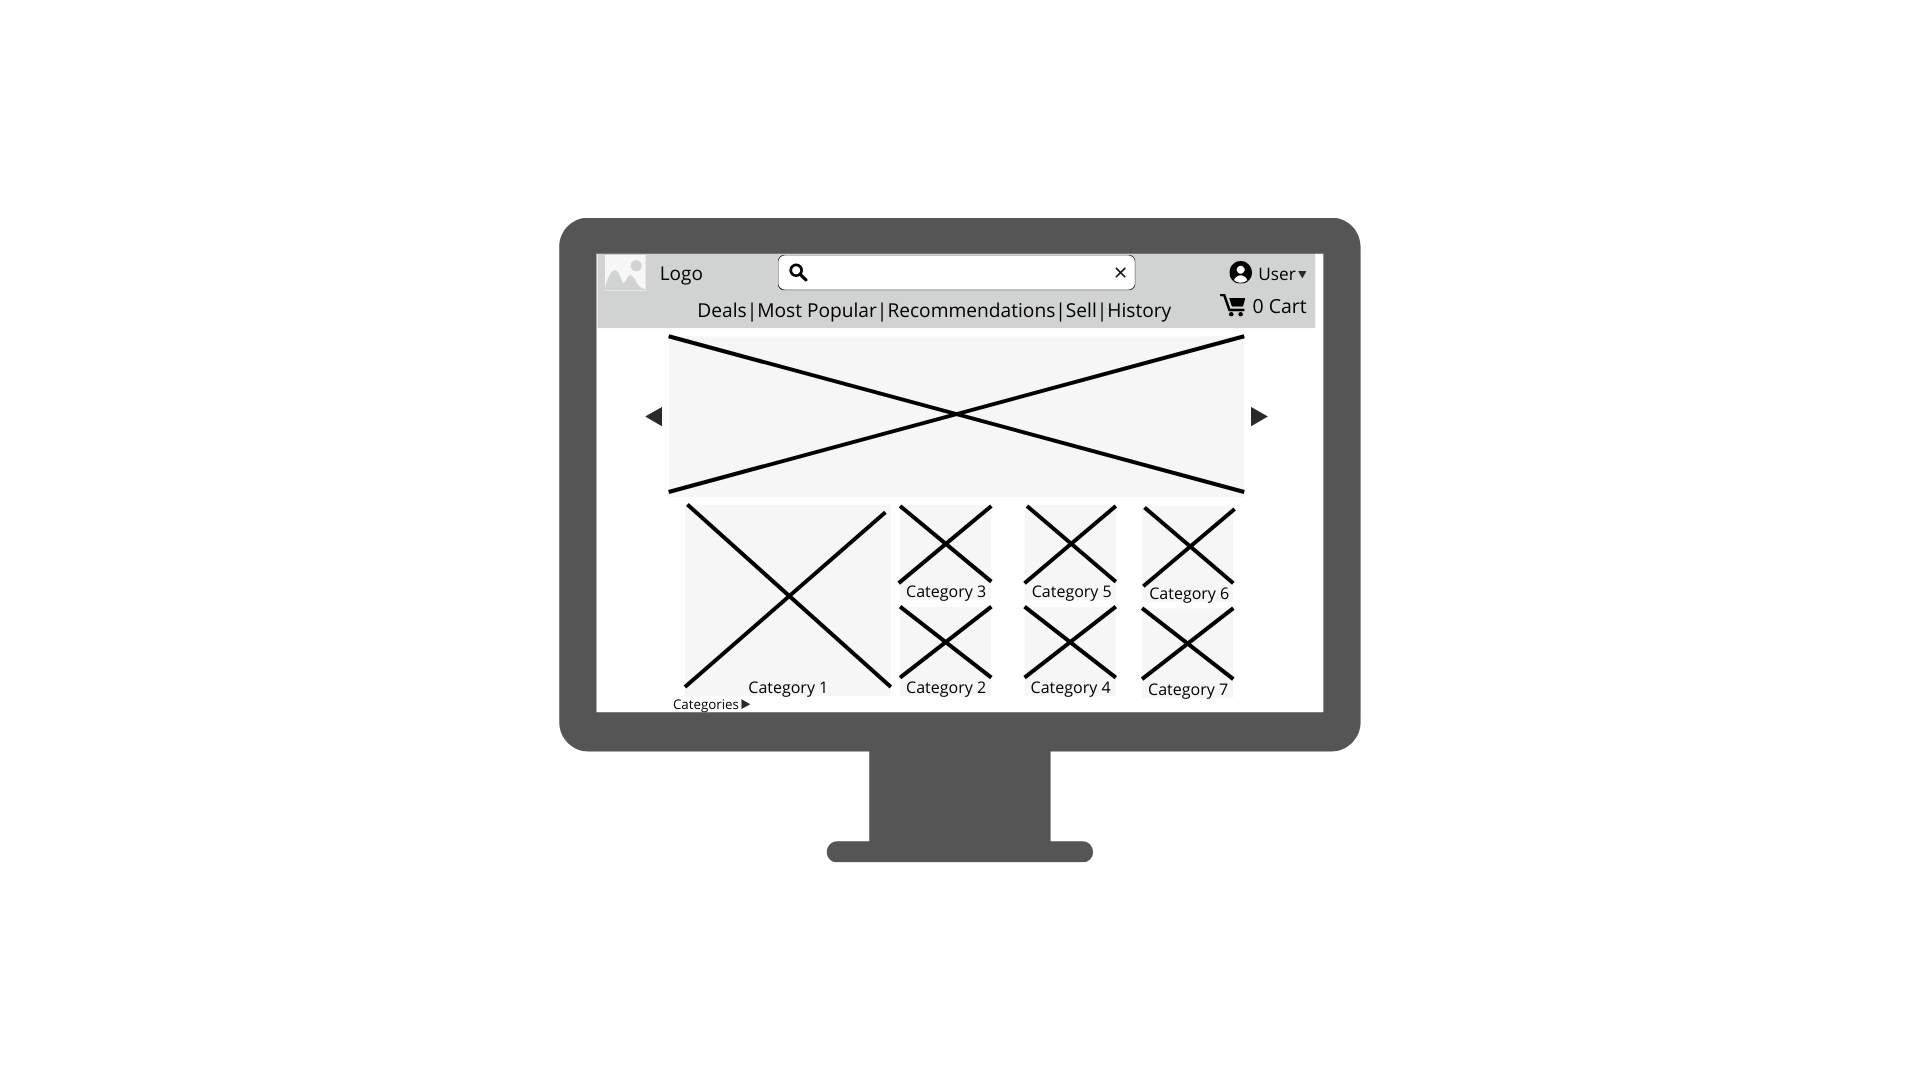 Logo
User
Deals|Most Popular|Recommendations|Sell|History
0 Cart
Category 3
Category 5
Category 6
Category 1
Category 2
Category 4
Category 7
Categories